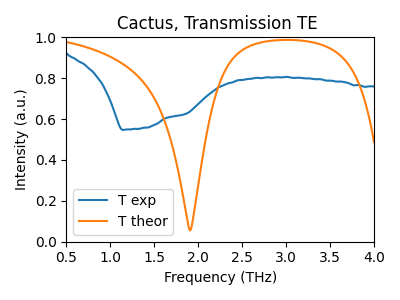 Cactus, Transmission TE
Intensity (a.u.)
1.0
0.8
0.6
0.4
0.2
0.0
T exp
T theor
0.5 1.0 1.5 2.0 2.5 3.0 3.5 4.0
Frequency (THz)